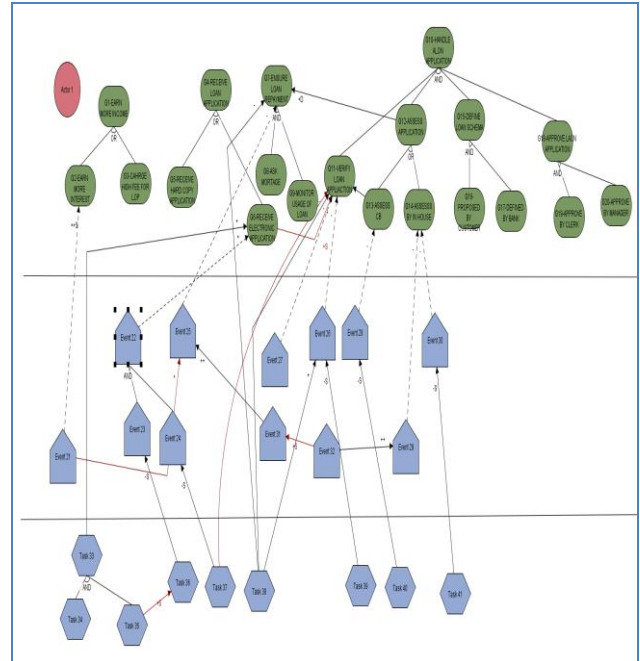 G10-HANDLE
ALON
APPLICATION
AND
Actor 1
G1-EARN
MORE INCOME
OR
G4-RECEIVE
LOAN
APPLICATION
OR
G7-ENSURE
LOAN
REPAYMENT
AND
+D
G12-ASSESS
APPLICATION
OR
G15-DEFINE
LOAN SCHEMA
AND
G18-APPROVE LAON
APPLICATION
AND
G2-EARN
MORE
INTEREST
G3-CAHRGE
HIGH FEE FOR
LOP
G5-RECEIVE
HARD COPY
APPLICATION
G6-RECEIVE
ELECTRONIC
APPLICATION
G8-ASK
MORTAGE
G9-MONITOR
USAGE OF
LOAN
G11-VERIFY
LOAN
APPLIACTION
G13-ASSESS
CB
G14-ASSESSES
BY IN HOUSE
G16-
PROPOSED
BY
CUSTOMER
G17-DEFINED
BY BANK
G19-APPROVE
BY CLERK
G20-APPROVE
BY MANAGER
++S
+S
Event 22
AND
Event 25
+
++
Event 27
Event 26
+
-S
Event 28
-S
Event 30
-S
Event 21
Event 23
-S
Event 24
-S
Event 31
+S
Event 32
++
Event 29
Task 33
AND
Task 34
Task 35
Task 36
Task 37
Task 38
Task 39
Task 40
Task 41